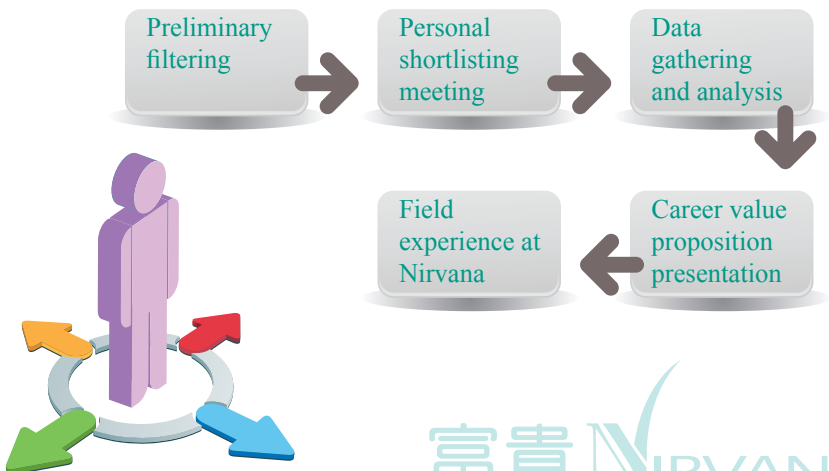 Preliminary
filtering
Personal
shortlisting
meeting
Data
gathering
and analysis
Career value
proposition
presentation
Field
experience at
Nirvana
富貴 NIRVAN